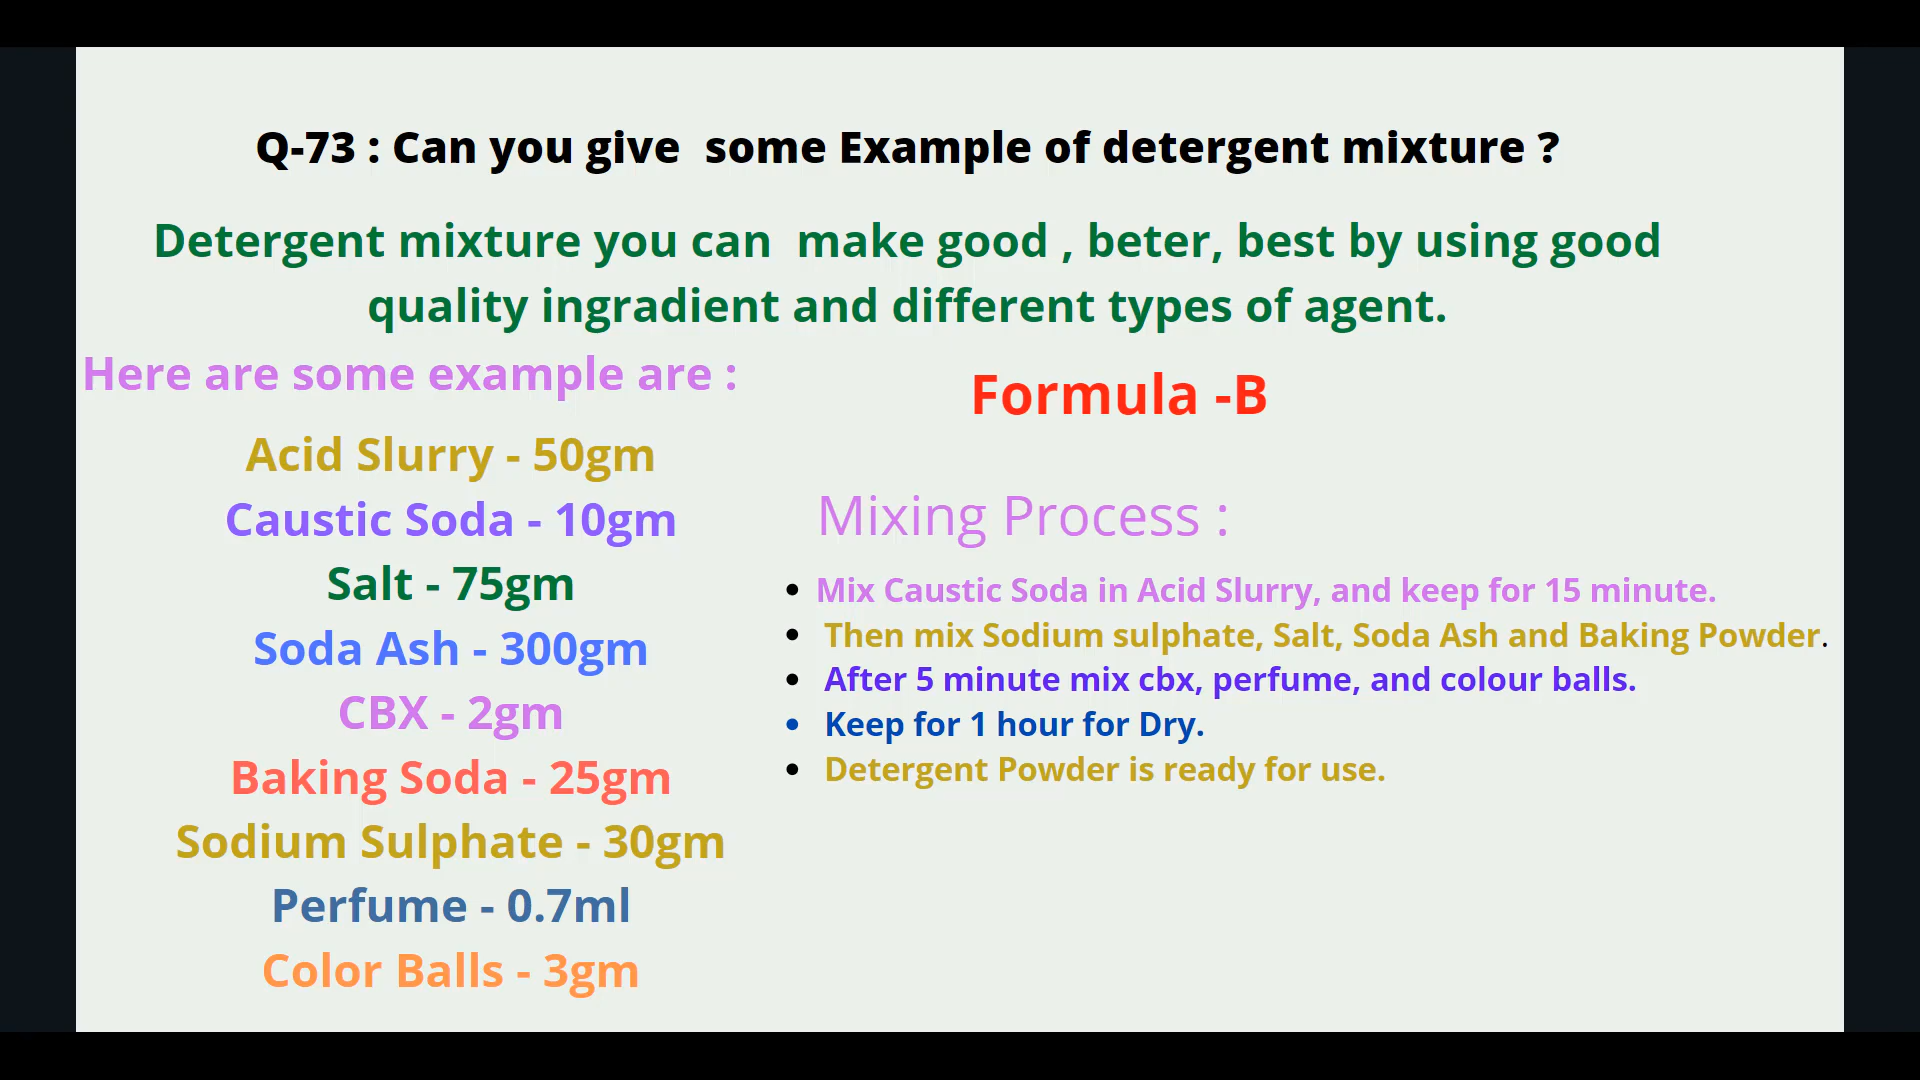 Q-73 : Can you give  some Example of detergent mixture ?
Detergent mixture you can  make good , beter, best by using good
quality ingradient and different types of agent.
Here are some example are :
Acid Slurry - 50gm
Caustic Soda - 10gm
Salt - 75gm
Soda Ash - 300gm
CBX - 2gm
Baking Soda - 25gm
Sodium Sulphate - 30gm
Perfume - 0.7ml
Color Balls - 3gm
Formula -B
Mixing Process :
• Mix Caustic Soda in Acid Slurry, and keep for 15 minute.
• Then mix Sodium sulphate, Salt, Soda Ash and Baking Powder.
• After 5 minute mix cbx, perfume, and colour balls.
• Keep for 1 hour for Dry.
• Detergent Powder is ready for use.